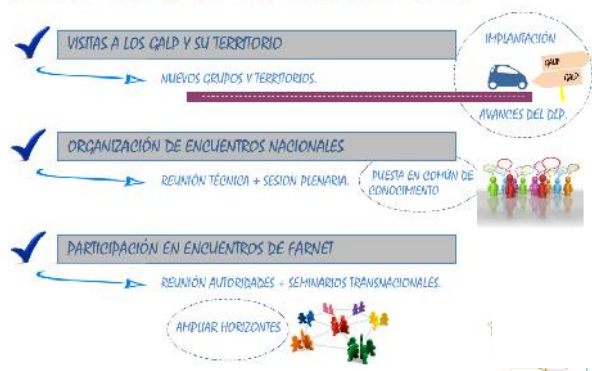 VISITAS A LOS GALP Y SU TERRITORIO
IMPLANTACIÓN
GALP
GALP
NUEVOS GRUPOS Y TERRITORIOS.
AVANCES DEL DLP.
ORGANIZACIÓN DE ENCUENTROS NACIONALES
REUNIÓN TÉCNICA + SESION PLENARIA.
PUESTA EN COMÚN DE
CONOCIMIENTO
PARTICIPACIÓN EN ENCUENTROS DE FARNET
REUNIÓN AUTORIDADES + SEMINARIOS TRANSNACIONALES.
AMPLIAR HORIZONTES